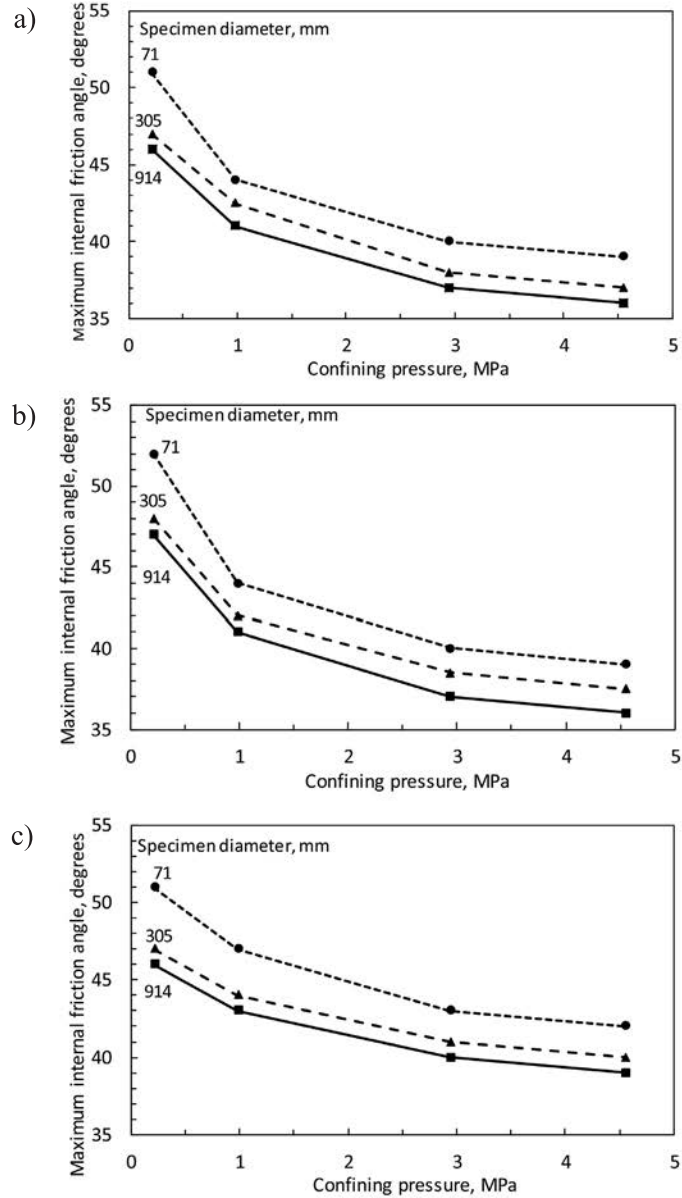 a)
Maximum internal friction angle, degrees
Specimen diameter, mm
55
50
45
40
35
71
305
914
0 1 2 3 4 5
Confining pressure, MPa
b)
Maximum internal friction angle, degrees
Specimen diameter, mm
55
50
45
40
35
71
305
914
0 1 2 3 4 5
Confining pressure, MPa
c)
Maximum internal friction angle, degrees
Specimen diameter, mm
55
50
45
40
35
71
305
914
0 1 2 3 4 5
Confining pressure, MPa